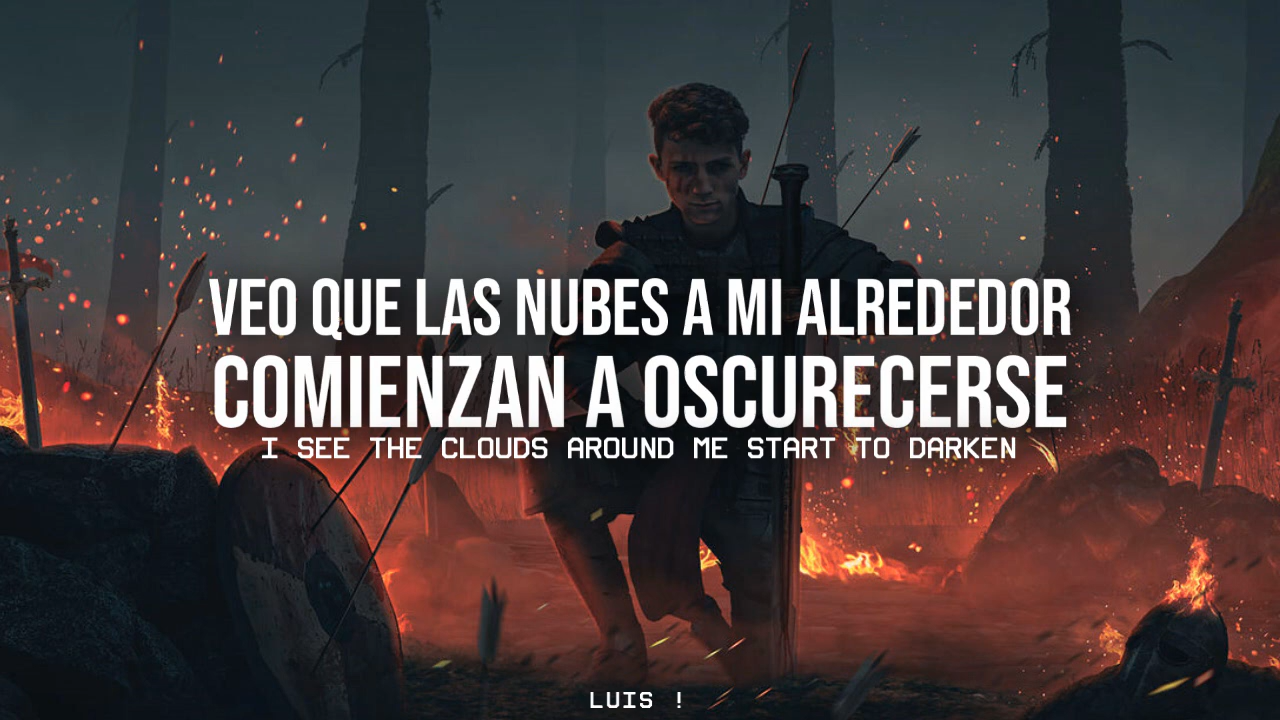 VEO QUE LAS NUBES A MI ALREDEDOR
COMIENZAN A OSCURECERSE
I SEE THE CLOUDS AROUND ME START TO DARKEN
LUIS !